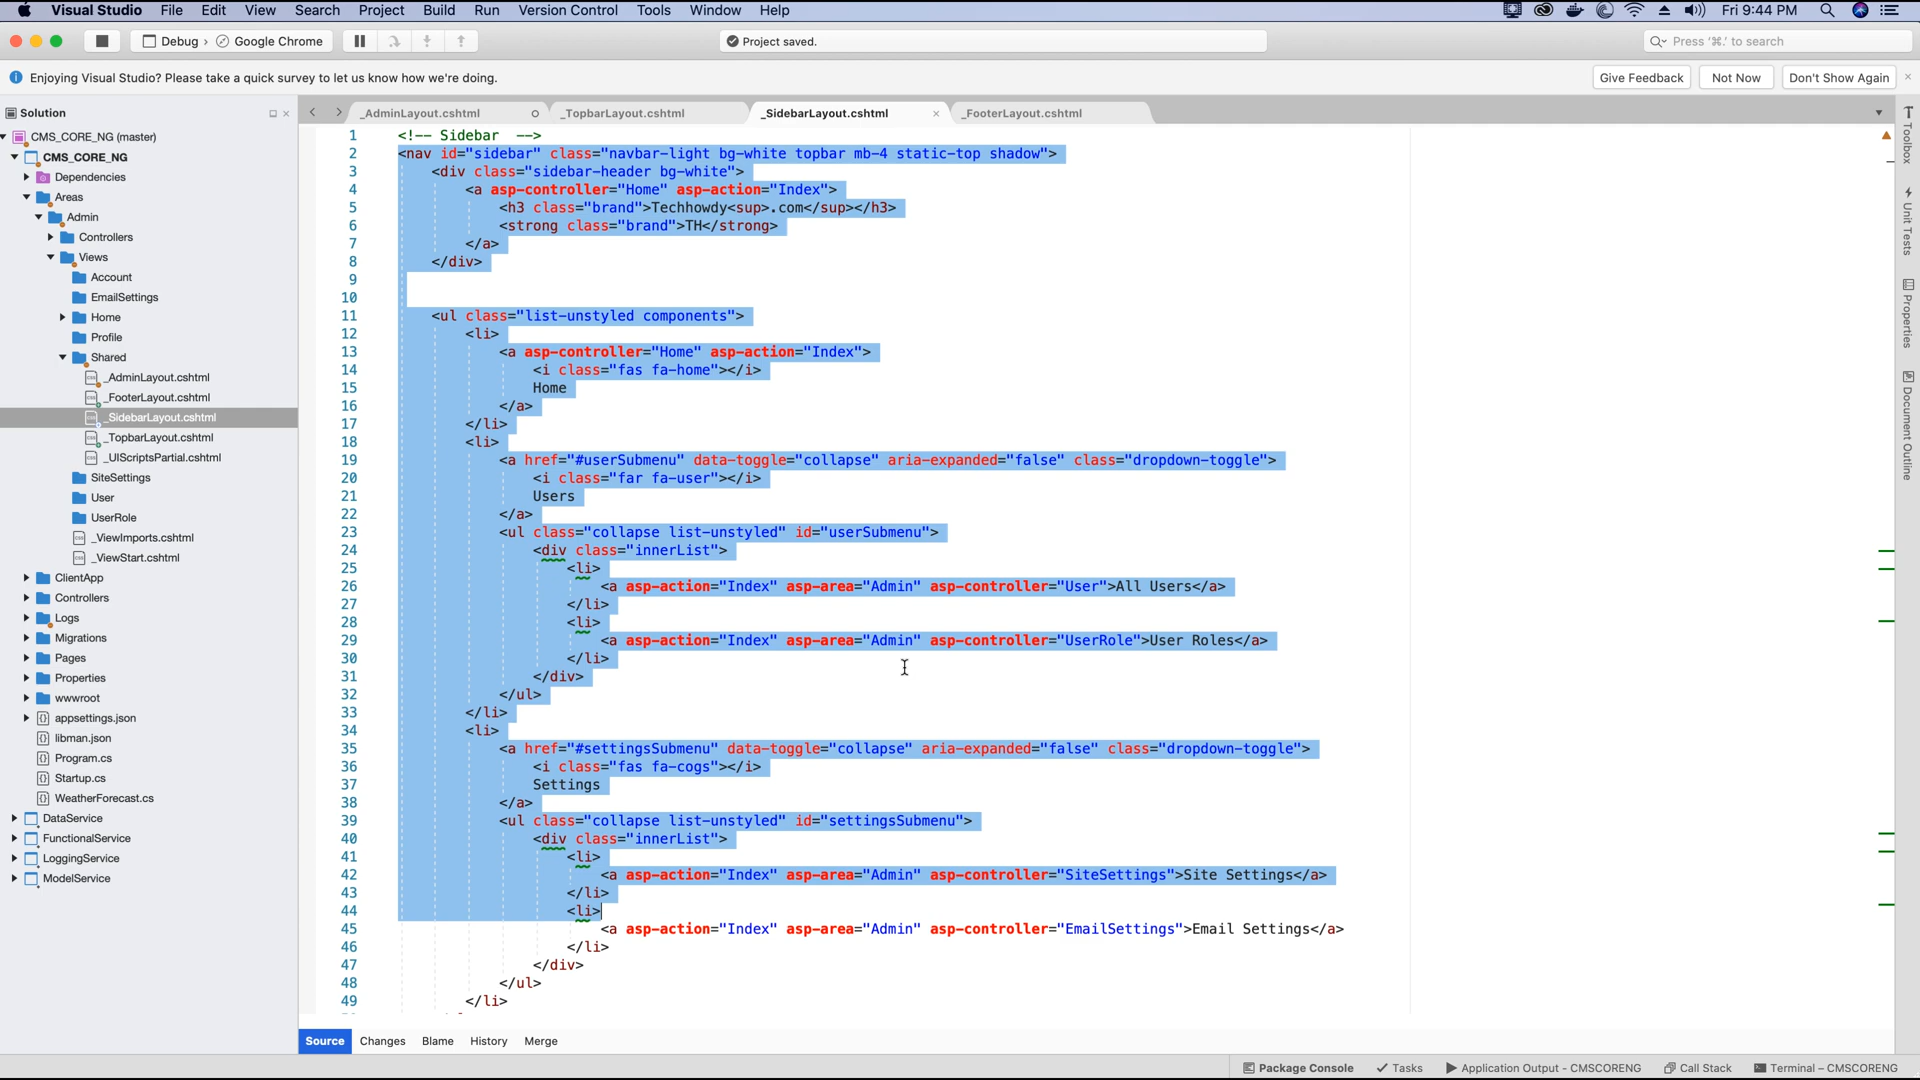 Visual Studio File Edit View Search Project Build Run Version Control Tools Window Help Fri 9:44 PM
Debug › Google Chrome Project saved. Press '⌘.' to search
Enjoying Visual Studio? Please take a quick survey to let us know how we're doing. Give Feedback Not Now Don't Show Again
Solution
_AdminLayout.cshtml _TopbarLayout.cshtml _SidebarLayout.cshtml _FooterLayout.cshtml
CMS_CORE_NG (master)
CMS_CORE_NG
Dependencies
Areas
Admin
Controllers
Views
Account
EmailSettings
Home
Profile
Shared
_AdminLayout.cshtml
_FooterLayout.cshtml
_SidebarLayout.cshtml
_TopbarLayout.cshtml
_UIScriptsPartial.cshtml
SiteSettings
User
UserRole
_ViewImports.cshtml
_ViewStart.cshtml
ClientApp
Controllers
Logs
Migrations
Pages
Properties
wwwroot
appsettings.json
libman.json
Program.cs
Startup.cs
WeatherForecast.cs
DataService
FunctionalService
LoggingService
ModelService
1 <!-- Sidebar -->
2 <nav id="sidebar" class="navbar-light bg-white topbar mb-4 static-top shadow">
3 <div class="sidebar-header bg-white">
4 <a asp-controller="Home" asp-action="Index">
5 <h3 class="brand">Techhowdy<sup>.com</sup></h3>
6 <strong class="brand">TH</strong>
7 </a>
8 </div>
9
10
11 <ul class="list-unstyled components">
12 <li>
13 <a asp-controller="Home" asp-action="Index">
14 <i class="fas fa-home"></i>
15 Home
16 </a>
17 </li>
18 <li>
19 <a href="#userSubmenu" data-toggle="collapse" aria-expanded="false" class="dropdown-toggle">
20 <i class="far fa-user"></i>
21 Users
22 </a>
23 <ul class="collapse list-unstyled" id="userSubmenu">
24 <div class="innerList">
25 <li>
26 <a asp-action="Index" asp-area="Admin" asp-controller="User">All Users</a>
27 </li>
28 <li>
29 <a asp-action="Index" asp-area="Admin" asp-controller="UserRole">User Roles</a>
30 </li>
31 </div>
32 </ul>
33 </li>
34 <li>
35 <a href="#settingsSubmenu" data-toggle="collapse" aria-expanded="false" class="dropdown-toggle">
36 <i class="fas fa-cogs"></i>
37 Settings
38 </a>
39 <ul class="collapse list-unstyled" id="settingsSubmenu">
40 <div class="innerList">
41 <li>
42 <a asp-action="Index" asp-area="Admin" asp-controller="SiteSettings">Site Settings</a>
43 </li>
44 <li>
45 <a asp-action="Index" asp-area="Admin" asp-controller="EmailSettings">Email Settings</a>
46 </li>
47 </div>
48 </ul>
49 </li>
Toolbox
Unit Tests
Properties
Document Outline
Source Changes Blame History Merge
Package Console Tasks Application Output - CMSCORENG Call Stack Terminal – CMSCORENG